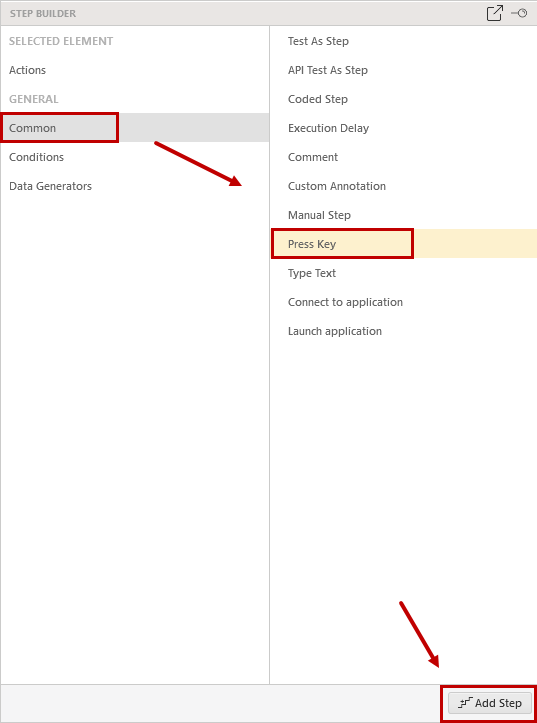 STEP BUILDER
SELECTED ELEMENT
Actions
GENERAL
Common
Conditions
Data Generators
Test As Step
API Test As Step
Coded Step
Execution Delay
Comment
Custom Annotation
Manual Step
Press Key
Type Text
Connect to application
Launch application
Add Step